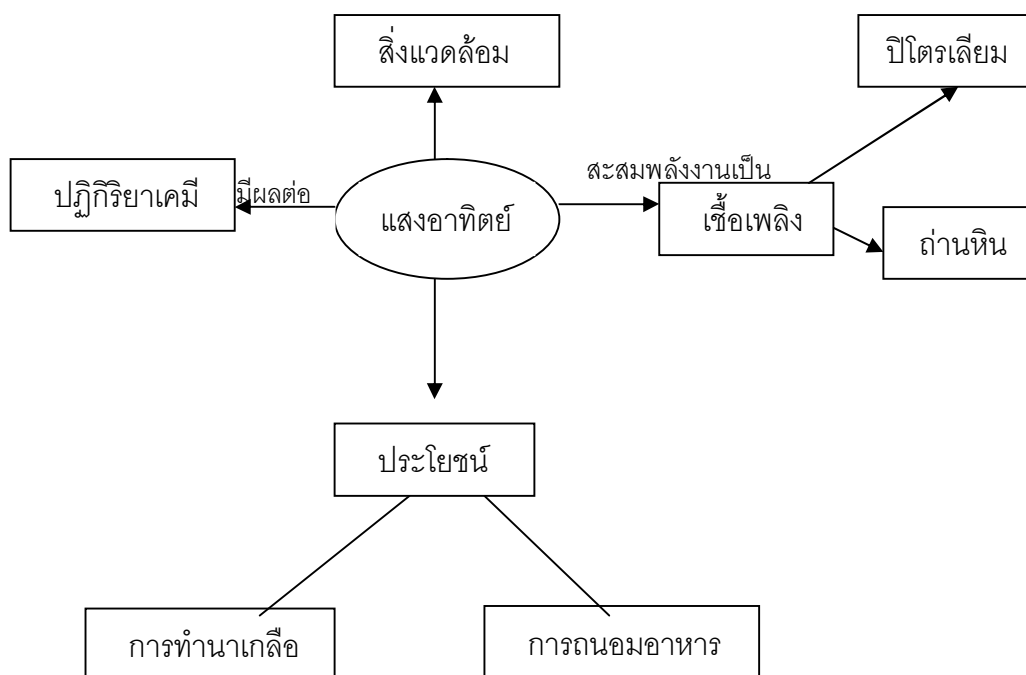 สิ่งแวดล้อม
ปิโตรเลียม
สะสมพลังงานเป็น
ปฏิกิริยาเคมี
มีผลต่อ
แสงอาทิตย์
เชื้อเพลิง
ถ่านหิน
ประโยชน์
การทำนาเกลือ
การถนอมอาหาร